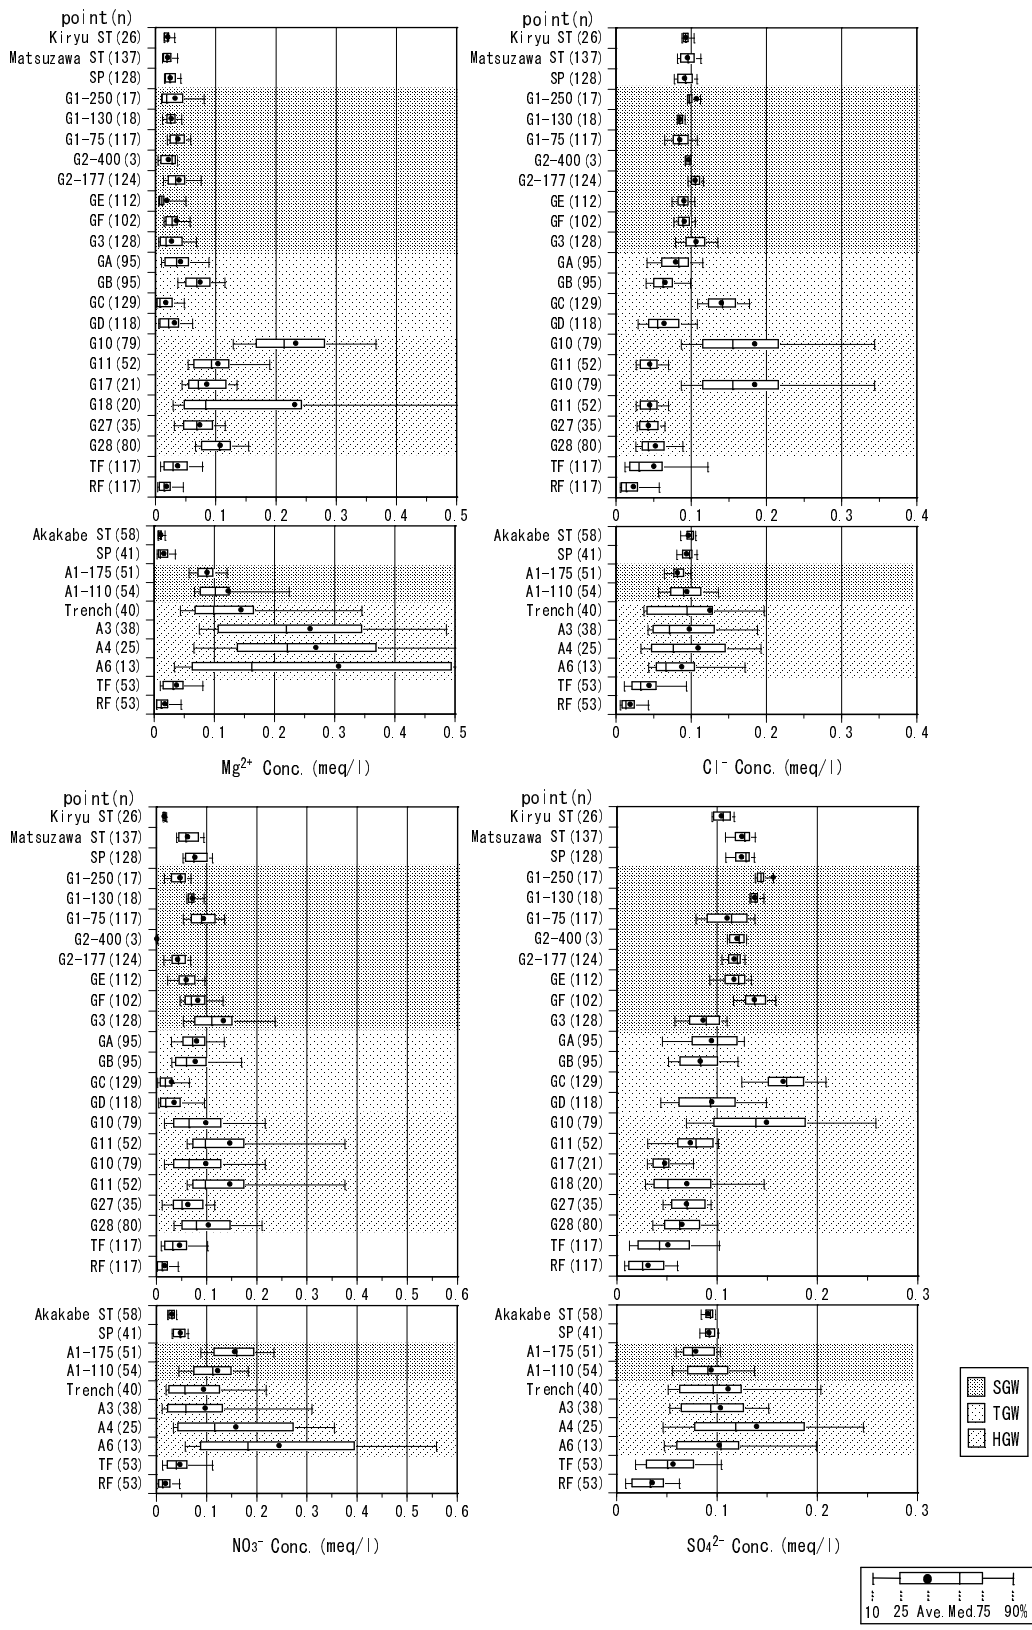 point(n)
Kiryu ST (26)
Matsuzawa ST (137)
SP (128)
G1-250 (17)
G1-130 (18)
G1-75 (117)
G2-400 (3)
G2-177 (124)
GE (112)
GF (102)
G3 (128)
GA (95)
GB (95)
GC (129)
GD (118)
G10 (79)
G11 (52)
G17 (21)
G18 (20)
G27 (35)
G28 (80)
TF (117)
RF (117)
0 0.1 0.2 0.3 0.4 0.5
Akakabe ST (58)
SP (41)
A1-175 (51)
A1-110 (54)
Trench (40)
A3 (38)
A4 (25)
A6 (13)
TF (53)
RF (53)
0 0.1 0.2 0.3 0.4 0.5
Mg²⁺ Conc. (meq/l)
point(n)
Kiryu ST (26)
Matsuzawa ST (137)
SP (128)
G1-250 (17)
G1-130 (18)
G1-75 (117)
G2-400 (3)
G2-177 (124)
GE (112)
GF (102)
G3 (128)
GA (95)
GB (95)
GC (129)
GD (118)
G10 (79)
G11 (52)
G10 (79)
G11 (52)
G27 (35)
G28 (80)
TF (117)
RF (117)
0 0.1 0.2 0.3 0.4
Akakabe ST (58)
SP (41)
A1-175 (51)
A1-110 (54)
Trench (40)
A3 (38)
A4 (25)
A6 (13)
TF (53)
RF (53)
0 0.1 0.2 0.3 0.4
Cl⁻ Conc. (meq/l)
point(n)
Kiryu ST (26)
Matsuzawa ST (137)
SP (128)
G1-250 (17)
G1-130 (18)
G1-75 (117)
G2-400 (3)
G2-177 (124)
GE (112)
GF (102)
G3 (128)
GA (95)
GB (95)
GC (129)
GD (118)
G10 (79)
G11 (52)
G10 (79)
G11 (52)
G27 (35)
G28 (80)
TF (117)
RF (117)
0 0.1 0.2 0.3 0.4 0.5 0.6
Akakabe ST (58)
SP (41)
A1-175 (51)
A1-110 (54)
Trench (40)
A3 (38)
A4 (25)
A6 (13)
TF (53)
RF (53)
0 0.1 0.2 0.3 0.4 0.5 0.6
NO₃⁻ Conc. (meq/l)
point(n)
Kiryu ST (26)
Matsuzawa ST (137)
SP (128)
G1-250 (17)
G1-130 (18)
G1-75 (117)
G2-400 (3)
G2-177 (124)
GE (112)
GF (102)
G3 (128)
GA (95)
GB (95)
GC (129)
GD (118)
G10 (79)
G11 (52)
G17 (21)
G18 (20)
G27 (35)
G28 (80)
TF (117)
RF (117)
0 0.1 0.2 0.3
Akakabe ST (58)
SP (41)
A1-175 (51)
A1-110 (54)
Trench (40)
A3 (38)
A4 (25)
A6 (13)
TF (53)
RF (53)
0 0.1 0.2 0.3
SO₄²⁻ Conc. (meq/l)
SGW
TGW
HGW
10 25 Ave. Med. 75 90%